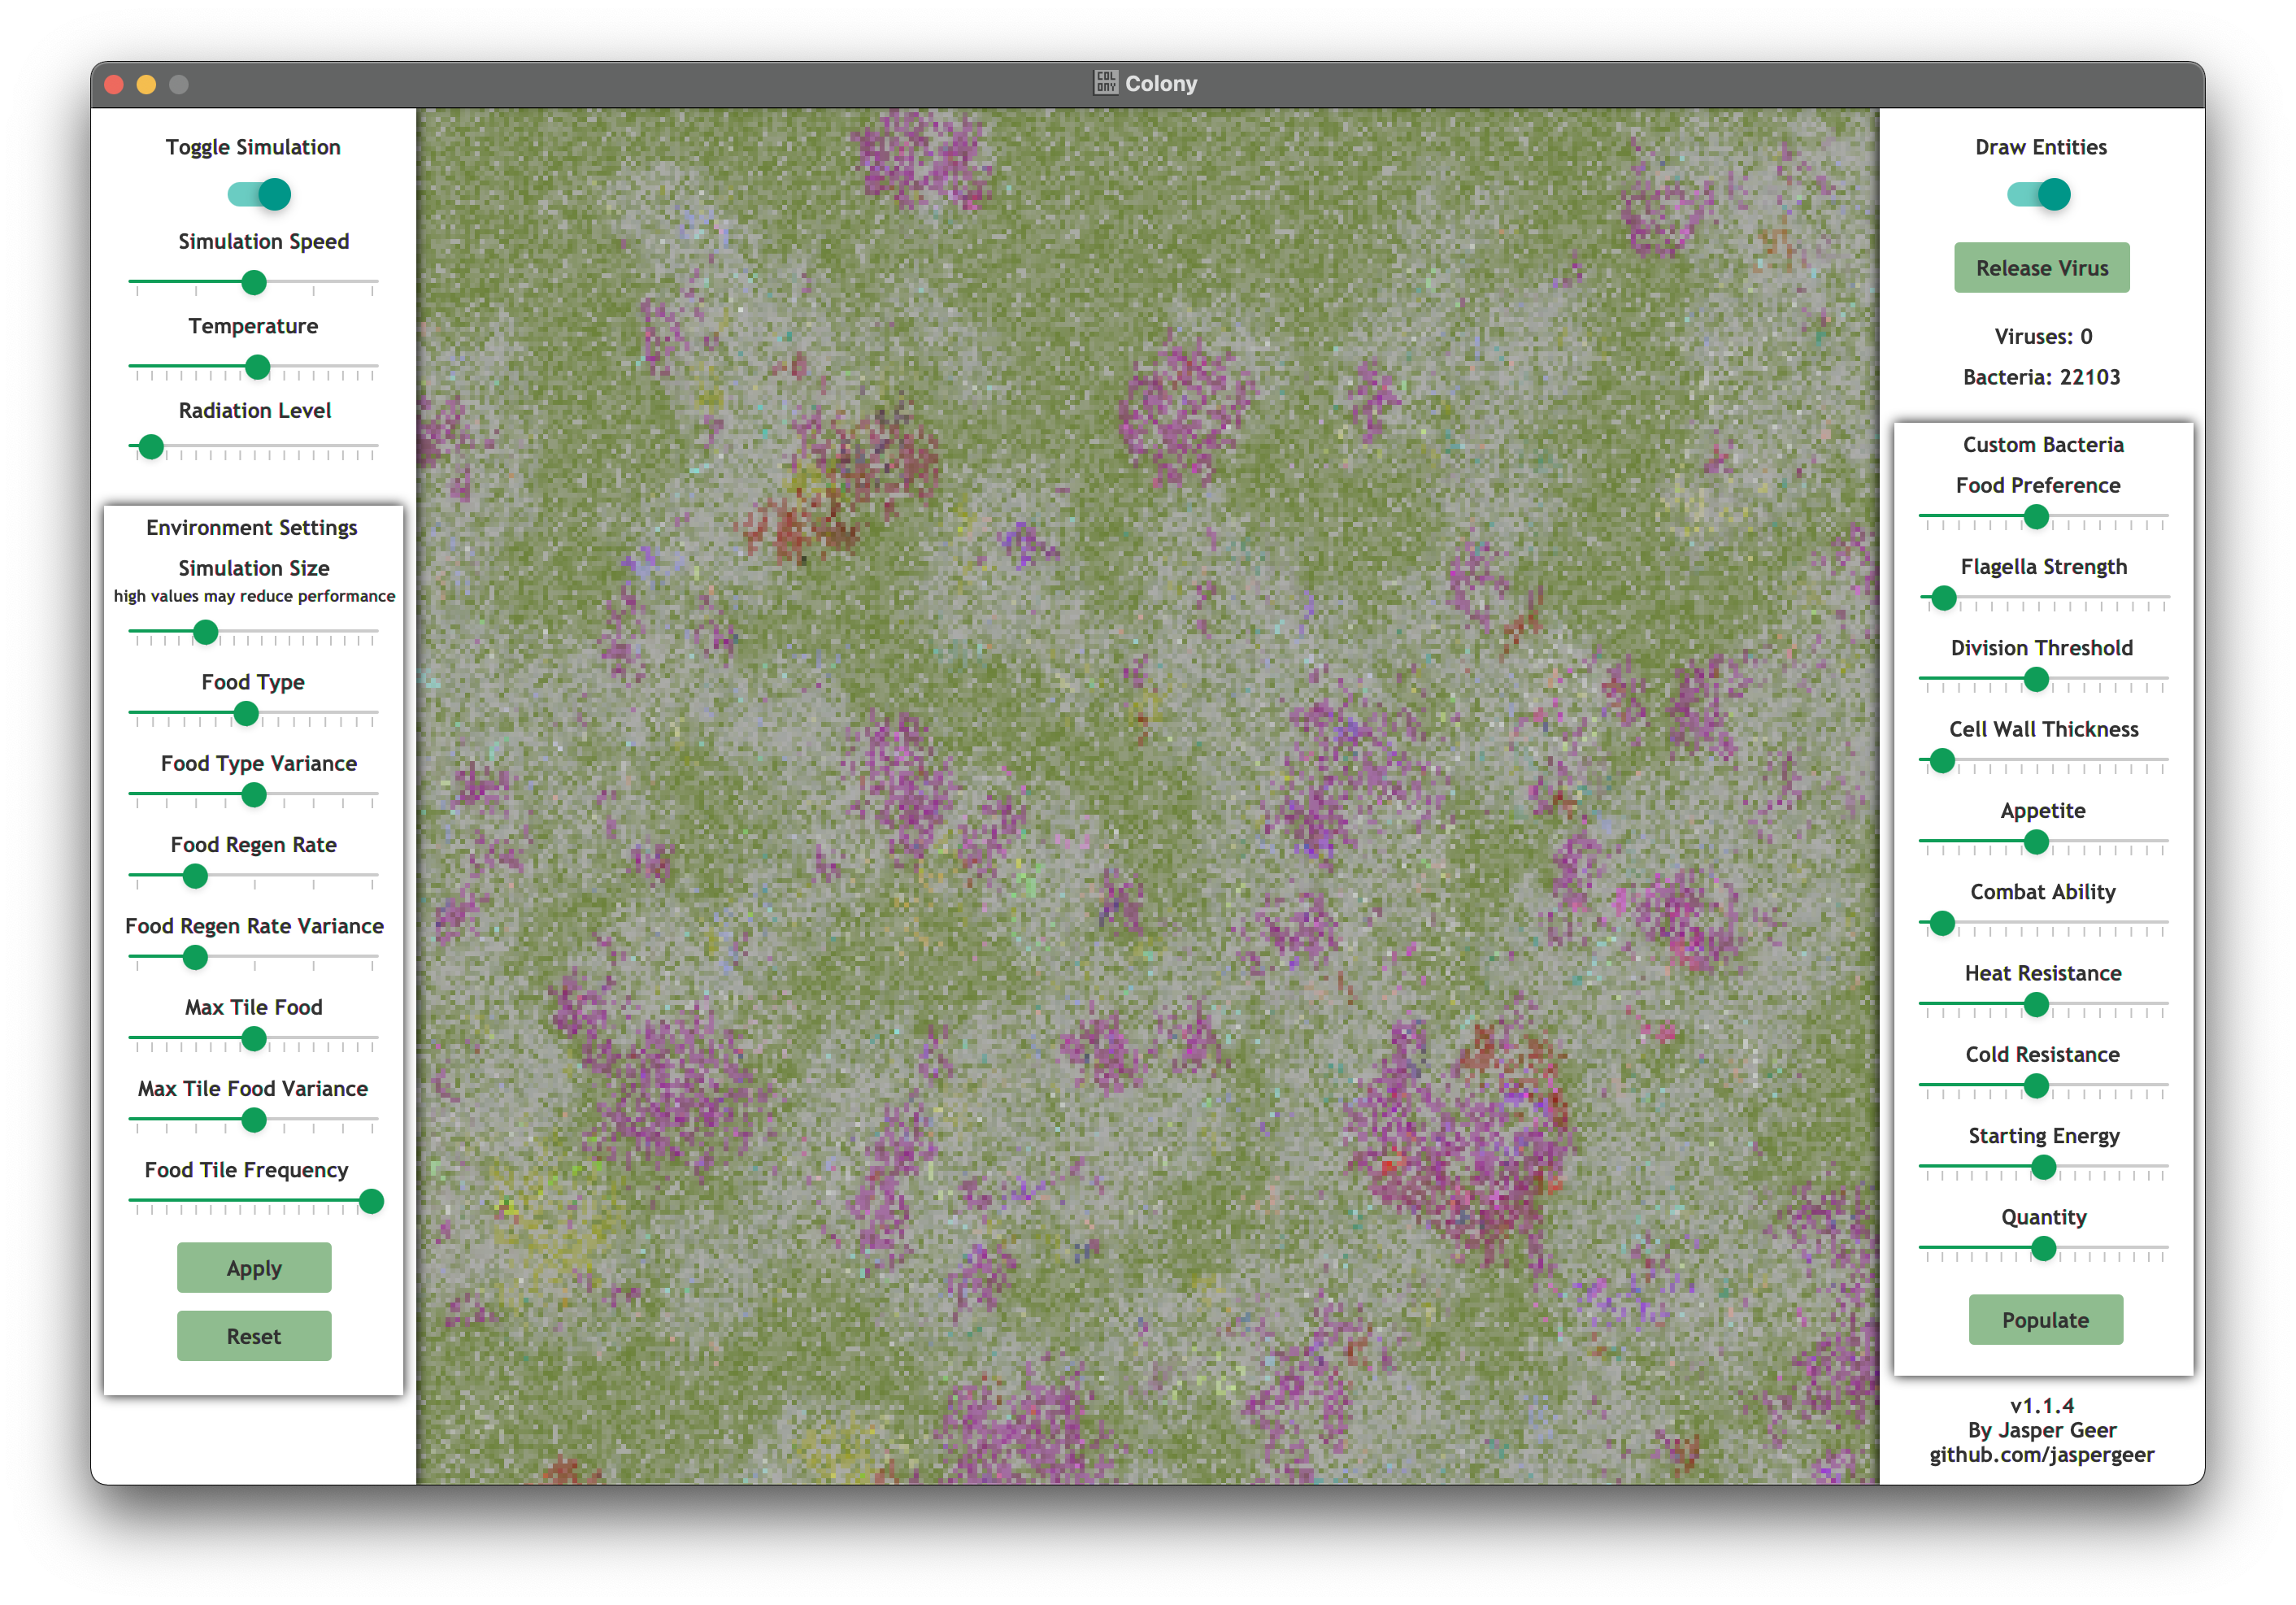 COL
ONY
Colony
Toggle Simulation
Simulation Speed
Temperature
Radiation Level
Environment Settings
Simulation Size
high values may reduce performance
Food Type
Food Type Variance
Food Regen Rate
Food Regen Rate Variance
Max Tile Food
Max Tile Food Variance
Food Tile Frequency
Apply
Reset
Draw Entities
Release Virus
Viruses: 0
Bacteria: 22103
Custom Bacteria
Food Preference
Flagella Strength
Division Threshold
Cell Wall Thickness
Appetite
Combat Ability
Heat Resistance
Cold Resistance
Starting Energy
Quantity
Populate
v1.1.4
By Jasper Geer
github.com/jaspergeer